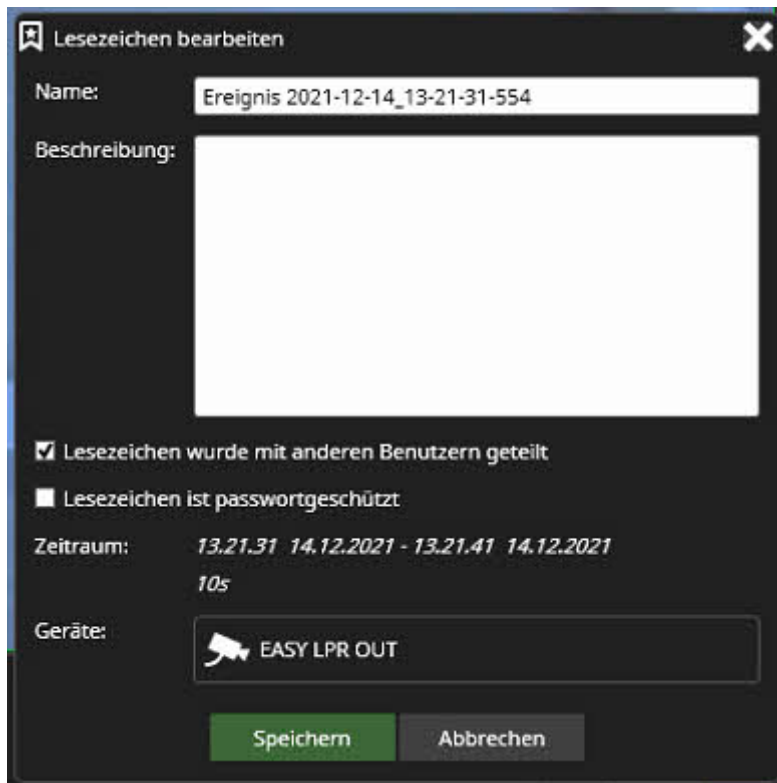 Lesezeichen bearbeiten
Name: Ereignis 2021-12-14_13-21-31-554
Beschreibung:
Lesezeichen wurde mit anderen Benutzern geteilt
Lesezeichen ist passwortgeschützt
Zeitraum: 13.21.31 14.12.2021 - 13.21.41 14.12.2021
10s
Geräte: EASY LPR OUT
Speichern Abbrechen